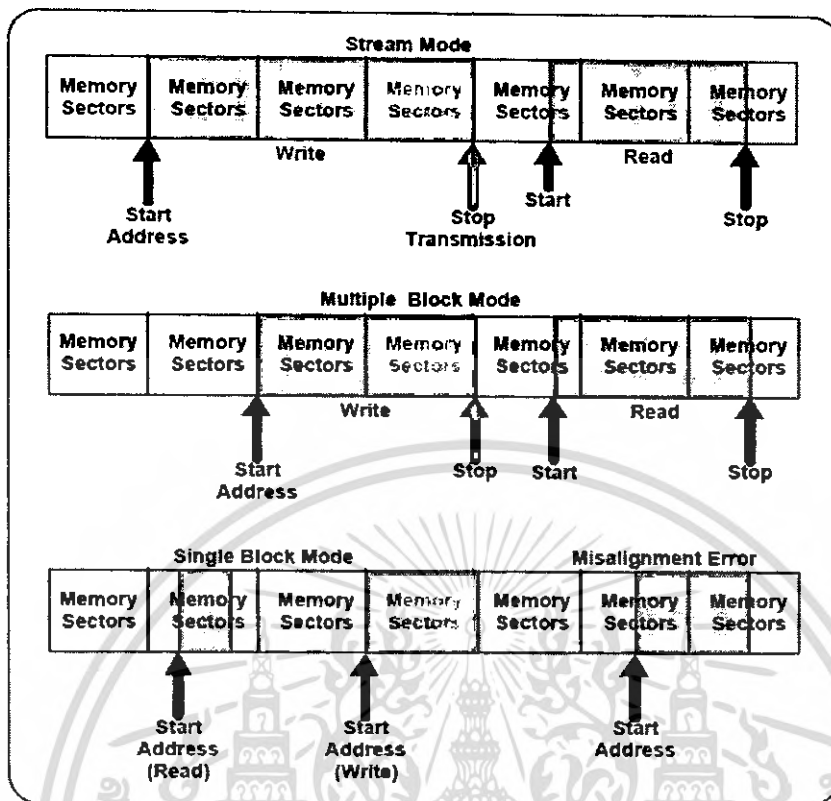 Stream Mode
Memory Memory Memory Memory Memory Memory Memory
Sectors Sectors Sectors Sectors Sectors Sectors Sectors
Write Read
Start Address
Stop Transmission
Start
Stop
Multiple Block Mode
Memory Memory Memory Memory Memory Memory Memory
Sectors Sectors Sectors Sectors Sectors Sectors Sectors
Write Read
Start Address
Stop
Start
Stop
Single Block Mode Misalignment Error
Memory Memory Memory Memory Memory Memory Memory
Sectors Sectors Sectors Sectors Sectors Sectors Sectors
Start Address (Read)
Start Address (Write)
Start Address